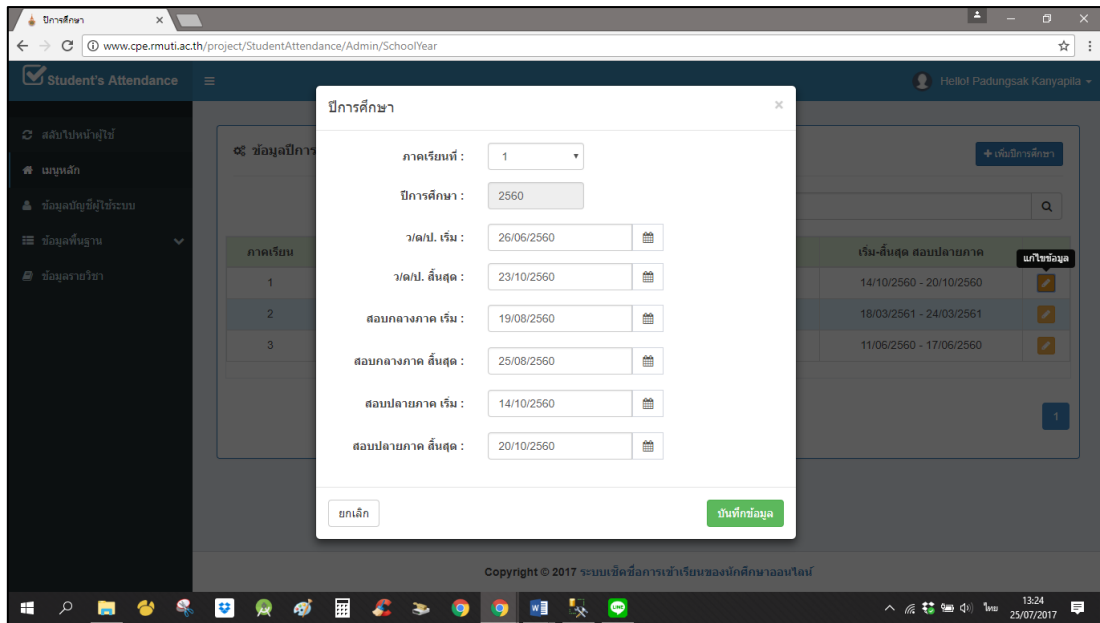 ปีการศึกษา
www.cpe.rmuti.ac.th/project/StudentAttendance/Admin/SchoolYear
Student's Attendance
Hello! Padungsak Kanyapila
สลับไปหน้าผู้ใช้
เมนูหลัก
ข้อมูลบัญชีผู้ใช้ระบบ
ข้อมูลพื้นฐาน
ข้อมูลรายวิชา
ข้อมูลปีการ
+ เพิ่มปีการศึกษา
ภาคเรียน
เริ่ม-สิ้นสุด สอบปลายภาค
แก้ไขข้อมูล
1
14/10/2560 - 20/10/2560
2
18/03/2561 - 24/03/2561
3
11/06/2560 - 17/06/2560
1
ปีการศึกษา
×
ภาคเรียนที่ : 1
ปีการศึกษา : 2560
ว/ด/ป. เริ่ม : 26/06/2560
ว/ด/ป. สิ้นสุด : 23/10/2560
สอบกลางภาค เริ่ม : 19/08/2560
สอบกลางภาค สิ้นสุด : 25/08/2560
สอบปลายภาค เริ่ม : 14/10/2560
สอบปลายภาค สิ้นสุด : 20/10/2560
ยกเลิก
บันทึกข้อมูล
Copyright © 2017 ระบบเช็คชื่อการเข้าเรียนของนักศึกษาออนไลน์
ไทย
13:24
25/07/2017